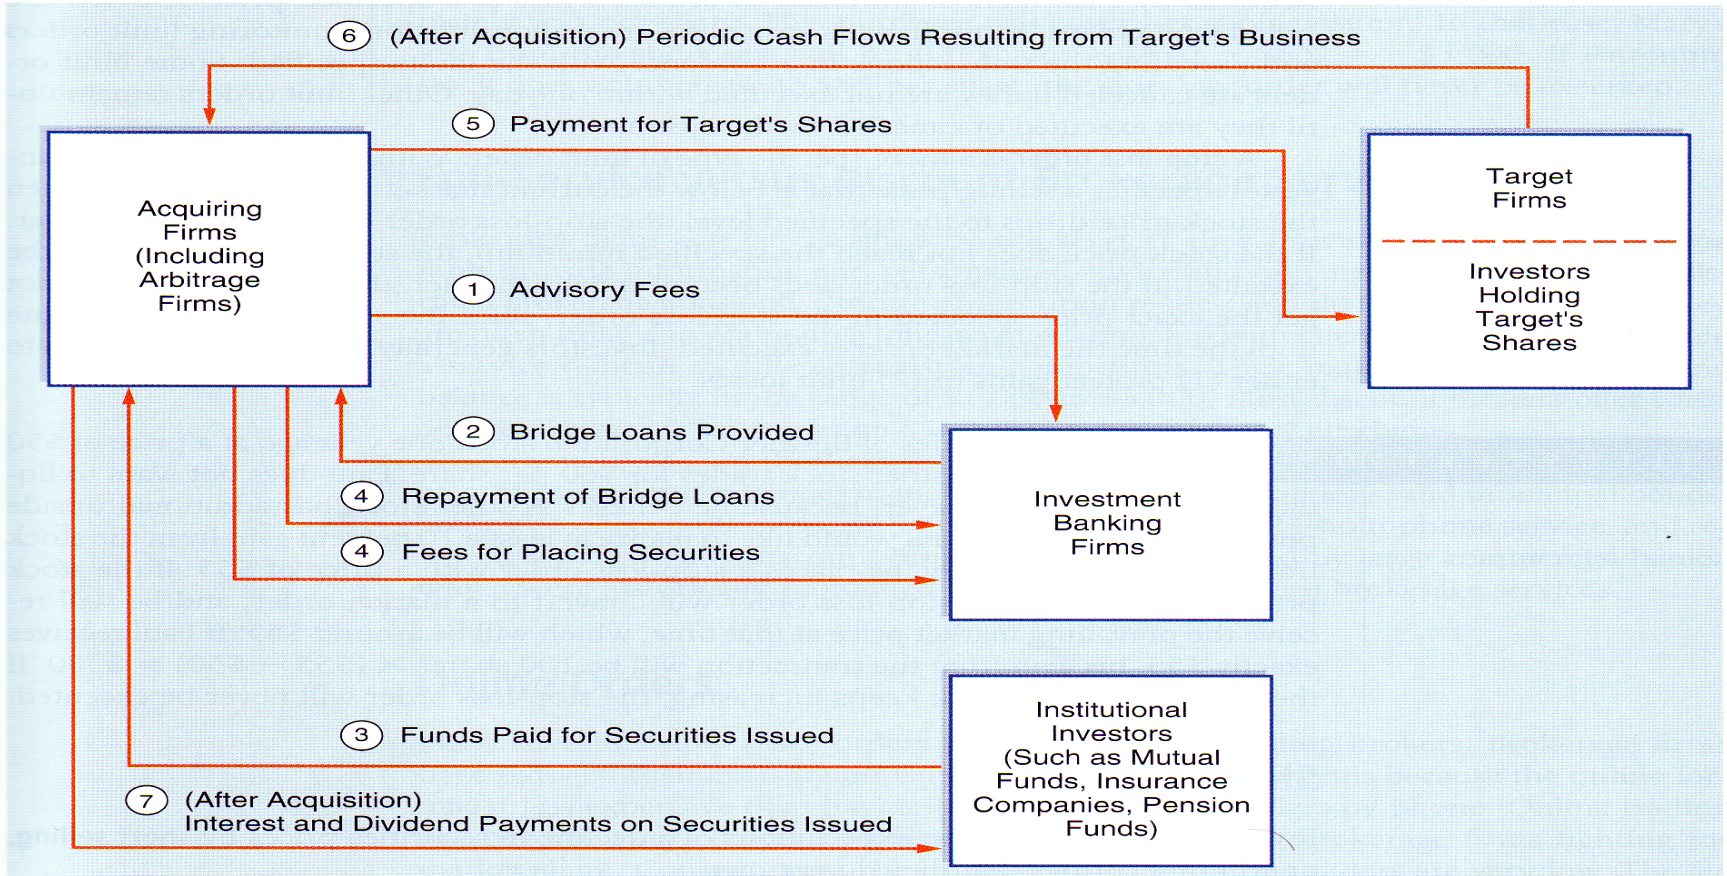 6 (After Acquisition) Periodic Cash Flows Resulting from Target's Business
5 Payment for Target's Shares
Acquiring
Firms
(Including
Arbitrage
Firms)
Target
Firms
Investors
Holding
Target's
Shares
1 Advisory Fees
2 Bridge Loans Provided
4 Repayment of Bridge Loans
4 Fees for Placing Securities
Investment
Banking
Firms
3 Funds Paid for Securities Issued
7 (After Acquisition)
Interest and Dividend Payments on Securities Issued
Institutional
Investors
(Such as Mutual
Funds, Insurance
Companies, Pension
Funds)